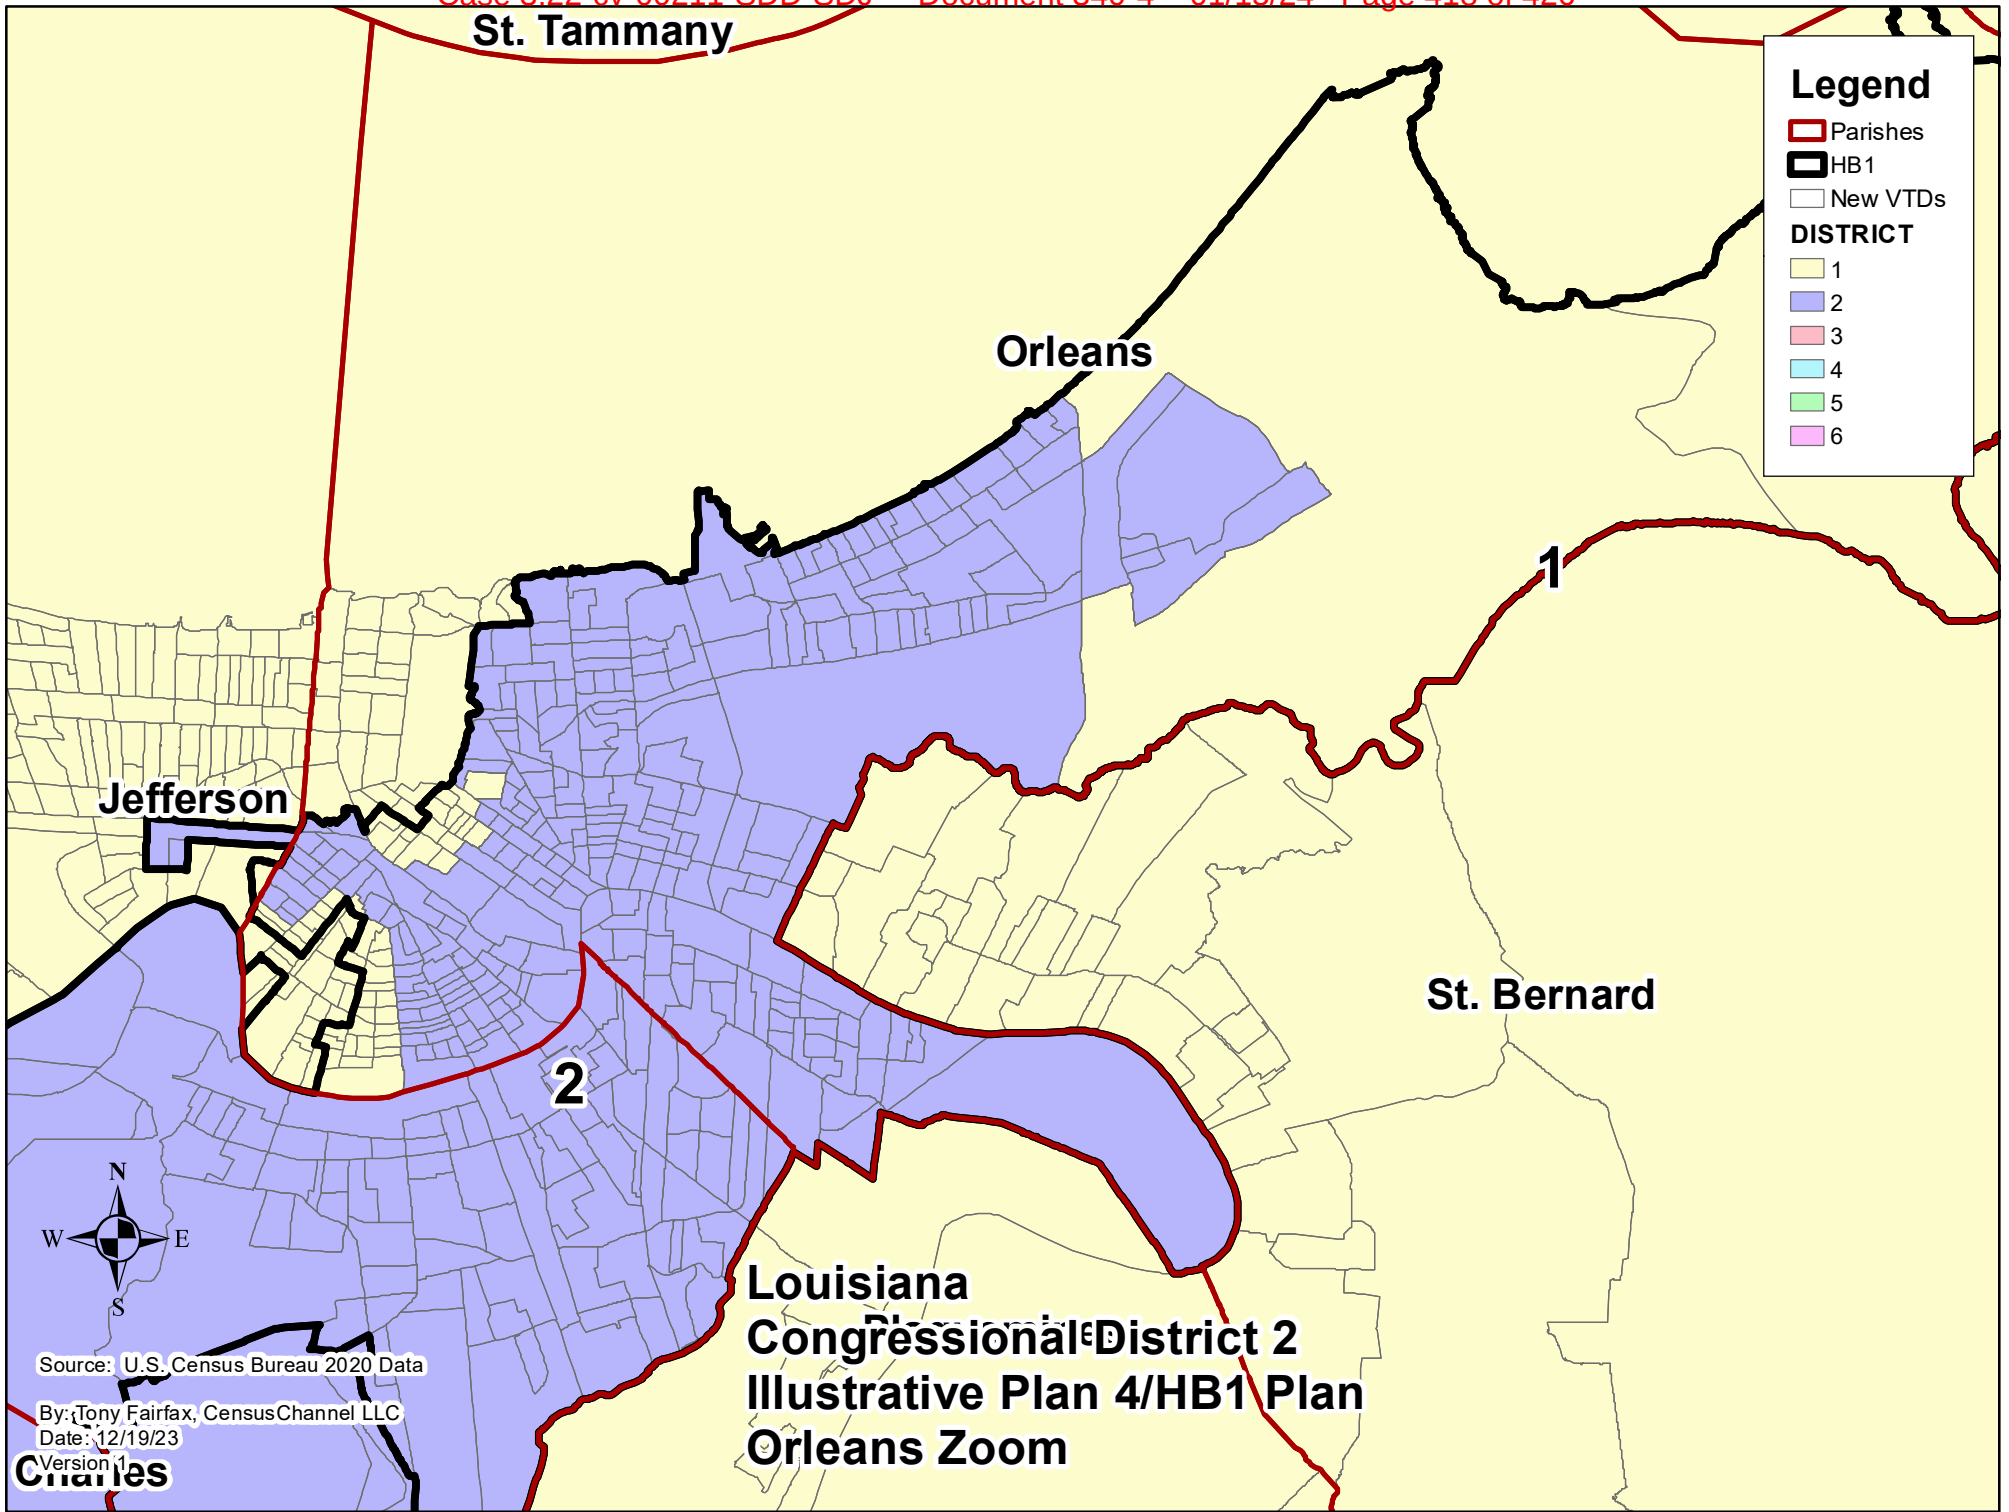 St. Tammany
Legend
Parishes
HB1
New VTDs
DISTRICT
1
2
3
4
5
6
Orleans
1
Jefferson
St. Bernard
2
N
W E
S
Louisiana
Congressional District 2
Illustrative Plan 4/HB1 Plan
Orleans Zoom
Source: U.S. Census Bureau 2020 Data
By: Tony Fairfax, CensusChannel LLC
Date: 12/19/23
Version 1
Charles